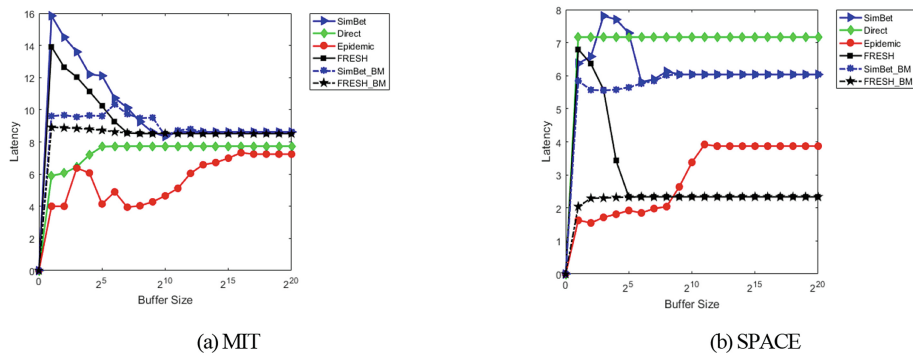 16
14
12
10
8
6
4
2
0
Latency
0
2^5
2^10
2^15
2^20
Buffer Size
SimBet
Direct
Epidemic
FRESH
SimBet_BM
FRESH_BM
(a) MIT
8
7
6
5
4
3
2
1
0
Latency
0
2^5
2^10
2^15
2^20
Buffer Size
SimBet
Direct
Epidemic
FRESH
SimBet_BM
FRESH_BM
(b) SPACE